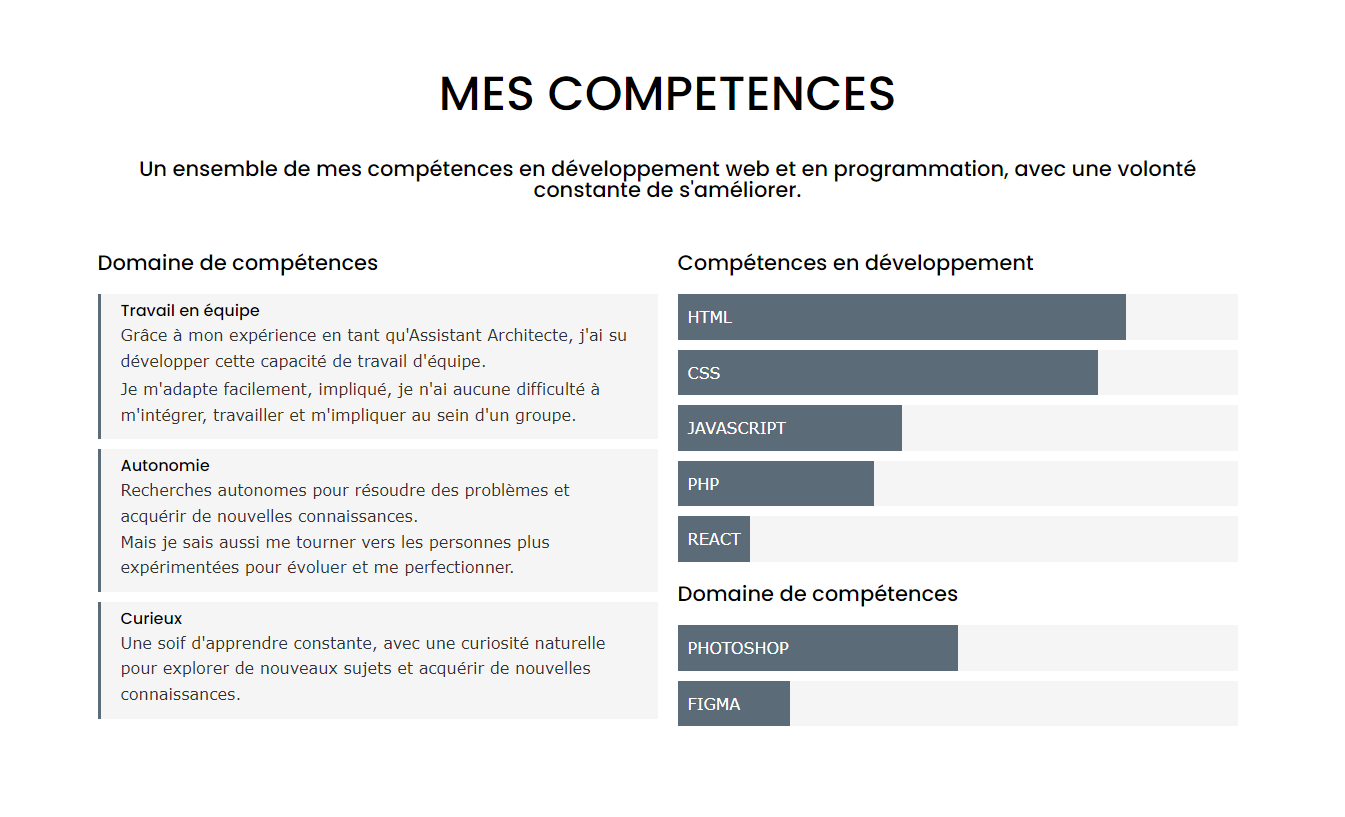 MES COMPETENCES
Un ensemble de mes compétences en développement web et en programmation, avec une volonté
constante de s'améliorer.
Domaine de compétences
Travail en équipe
Grâce à mon expérience en tant qu'Assistant Architecte, j'ai su
développer cette capacité de travail d'équipe.
Je m'adapte facilement, impliqué, je n'ai aucune difficulté à
m'intégrer, travailler et m'impliquer au sein d'un groupe.
Autonomie
Recherches autonomes pour résoudre des problèmes et
acquérir de nouvelles connaissances.
Mais je sais aussi me tourner vers les personnes plus
expérimentées pour évoluer et me perfectionner.
Curieux
Une soif d'apprendre constante, avec une curiosité naturelle
pour explorer de nouveaux sujets et acquérir de nouvelles
connaissances.
Compétences en développement
HTML
CSS
JAVASCRIPT
PHP
REACT
Domaine de compétences
PHOTOSHOP
FIGMA